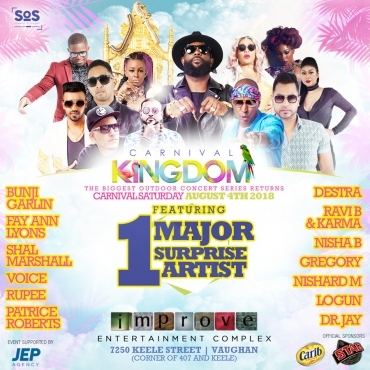 SOS
CARNIVAL
KINGDOM
THE BIGGEST OUTDOOR CONCERT SERIES RETURNS
CARNIVAL SATURDAY AUGUST 4TH 2018
FEATURING
1 MAJOR
SURPRISE
ARTIST
BUNJI
GARLIN
FAY ANN
LYONS
SHAL
MARSHALL
VOICE
RUPEE
PATRICE
ROBERTS
DESTRA
RAVI B
& KARMA
NISHA B
GREGORY
NISHARD M
LOGUN
DR. JAY
improve
ENTERTAINMENT COMPLEX
7250 KEELE STREET | VAUGHAN
(CORNER OF 407 AND KEELE)
EVENT SUPPORTED BY
JEP
AGENCY
OFFICIAL SPONSORS
Carib
STAG